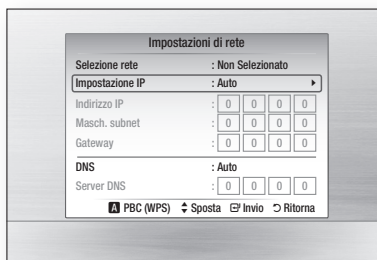 Impostazioni di rete
Selezione rete : Non Selezionato
Impostazione IP : Auto
Indirizzo IP : 0 0 0 0
Masch. subnet : 0 0 0 0
Gateway : 0 0 0 0
DNS : Auto
Server DNS : 0 0 0 0
A PBC (WPS) Sposta Invio Ritorna